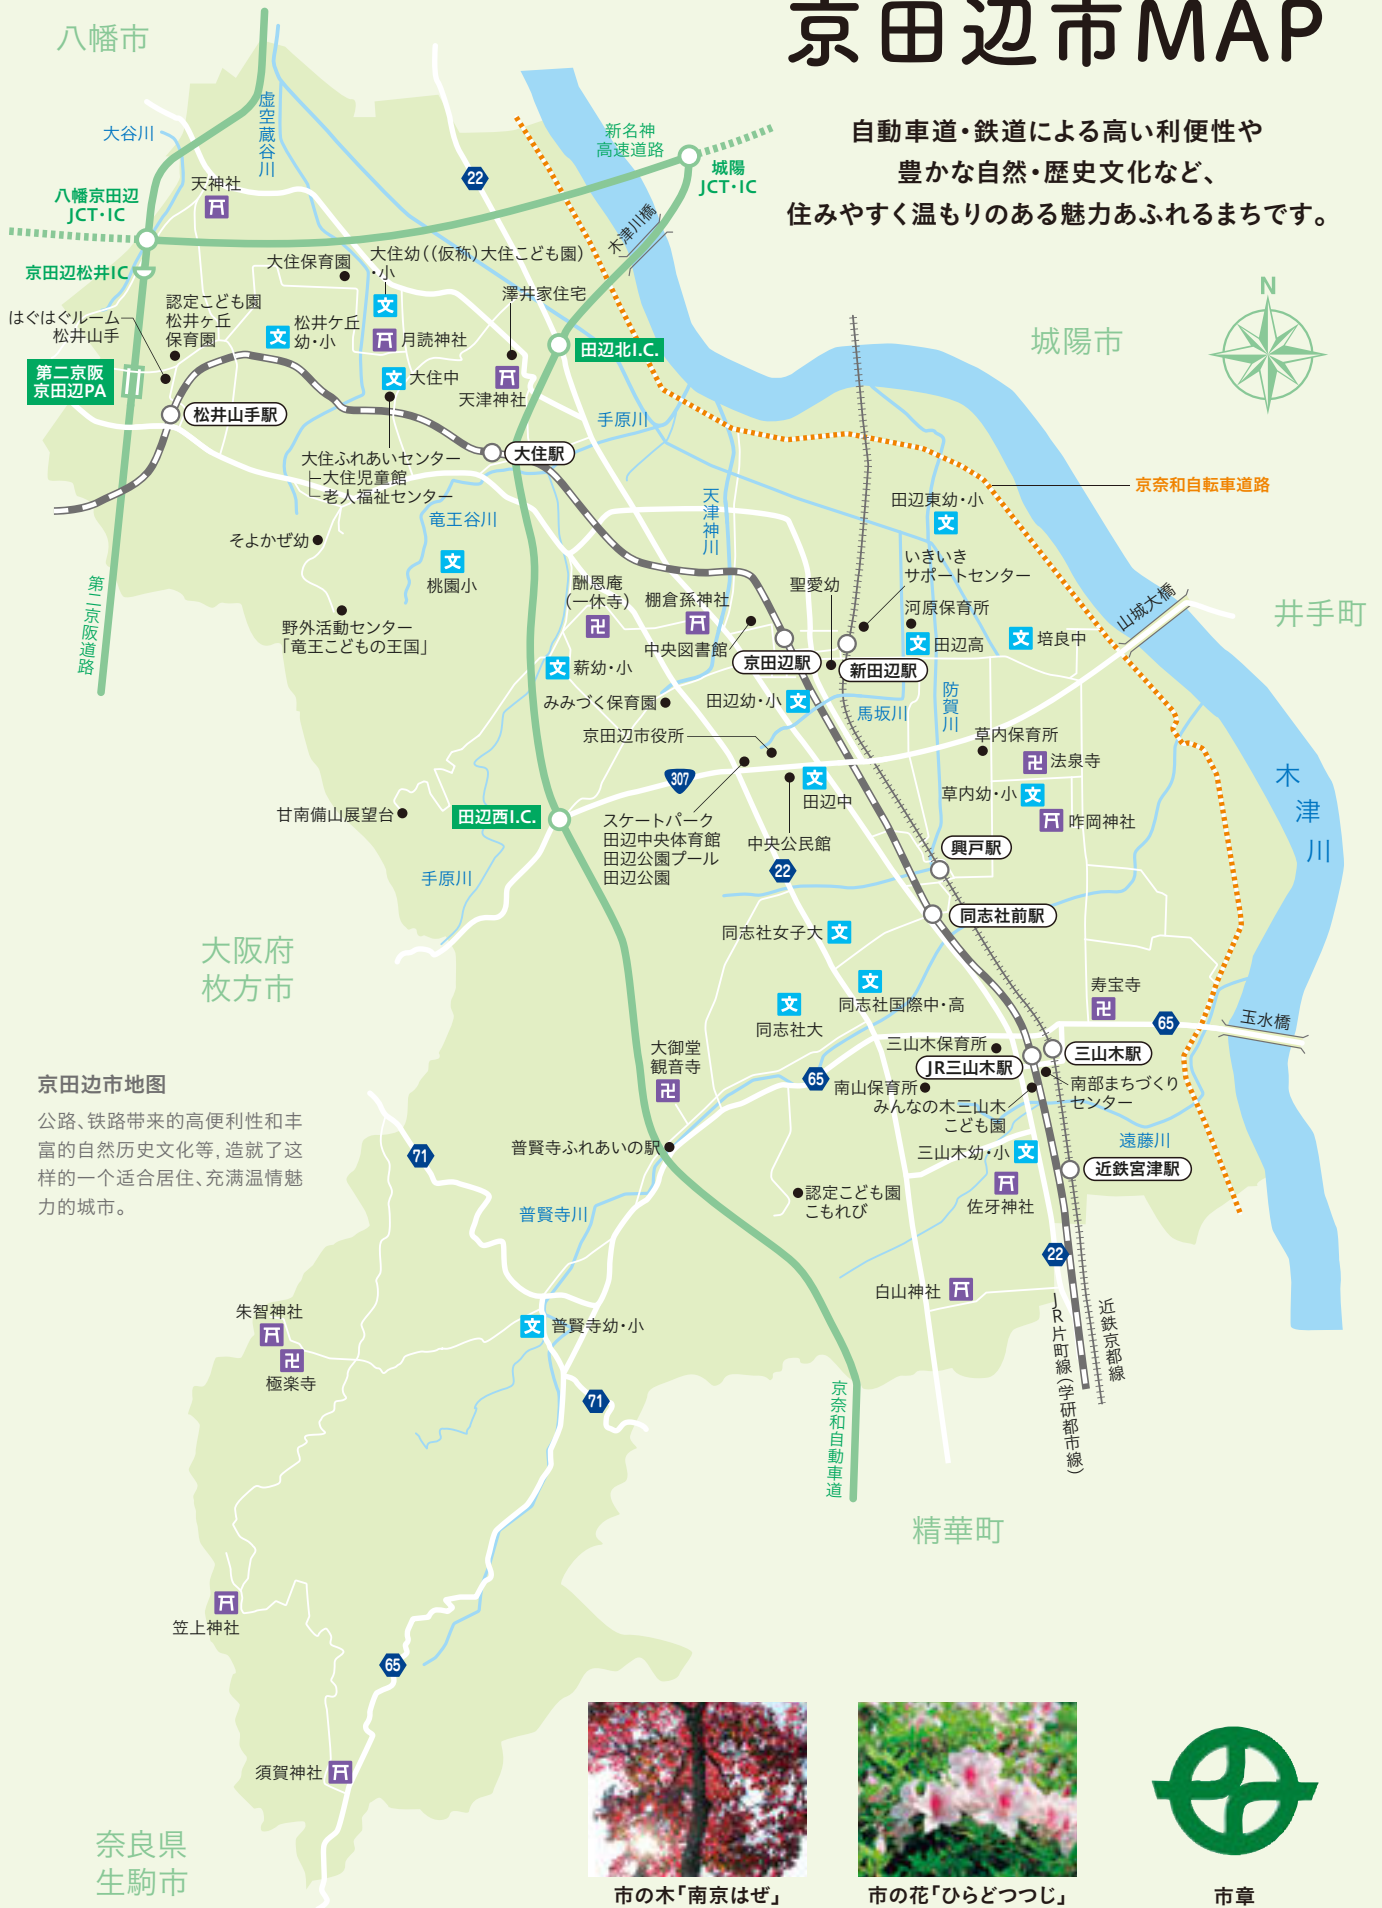 京田辺市MAP
自動車道・鉄道による高い利便性や
豊かな自然・歴史文化など、
住みやすく温もりのある魅力あふれるまちです。
八幡市
大谷川
虚空蔵谷川
新名神
高速道路
城陽
JCT・IC
22
天神社
八幡京田辺
JCT・IC
木津川橋
京田辺松井IC
大住保育園
大住幼((仮称)大住こども園)
・小
文
澤井家住宅
N
城陽市
はぐはぐルーム
松井山手
認定こども園
松井ヶ丘
保育園
文
松井ケ丘
幼・小
月読神社
田辺北I.C.
第二京阪
京田辺PA
文
大住中
天津神社
松井山手駅
手原川
大住駅
大住ふれあいセンター
大住児童館
老人福祉センター
京奈和自転車道路
天津神川
田辺東幼・小
文
竜王谷川
そよかぜ幼
文
桃園小
いきいき
サポートセンター
第二京阪道路
酬恩庵
(一休寺)
卍
棚倉孫神社
聖愛幼
河原保育所
山城大橋
井手町
野外活動センター
「竜王こどもの王国」
中央図書館
京田辺駅
新田辺駅
文
田辺高
文
培良中
文
薪幼・小
みみづく保育園
田辺幼・小
文
馬坂川
防賀川
京田辺市役所
草内保育所
卍
法泉寺
307
文
田辺中
草内幼・小
文
木津川
甘南備山展望台
田辺西I.C.
スケートパーク
田辺中央体育館
田辺公園プール
田辺公園
中央公民館
咋岡神社
興戸駅
22
手原川
同志社前駅
大阪府
枚方市
同志社女子大
文
文
同志社国際中・高
文
同志社大
寿宝寺
卍
65
玉水橋
大御堂
観音寺
卍
三山木保育所
三山木駅
JR三山木駅
65
南山保育所
南部まちづくり
センター
みんなの木三山木
こども園
京田辺市地图
公路、铁路带来的高便利性和丰
富的自然历史文化等，造就了这
样的一个适合居住、充满温情魅
力的城市。
71
普賢寺ふれあいの駅
遠藤川
三山木幼・小
文
近鉄宮津駅
認定こども園
こもれび
佐牙神社
普賢寺川
22
白山神社
朱智神社
卍
極楽寺
文
普賢寺幼・小
JR片町線(学研都市線)
近鉄京都線
71
京奈和自動車道
精華町
笠上神社
65
須賀神社
奈良県
生駒市
市の木「南京はぜ」
市の花「ひらどつつじ」
市章